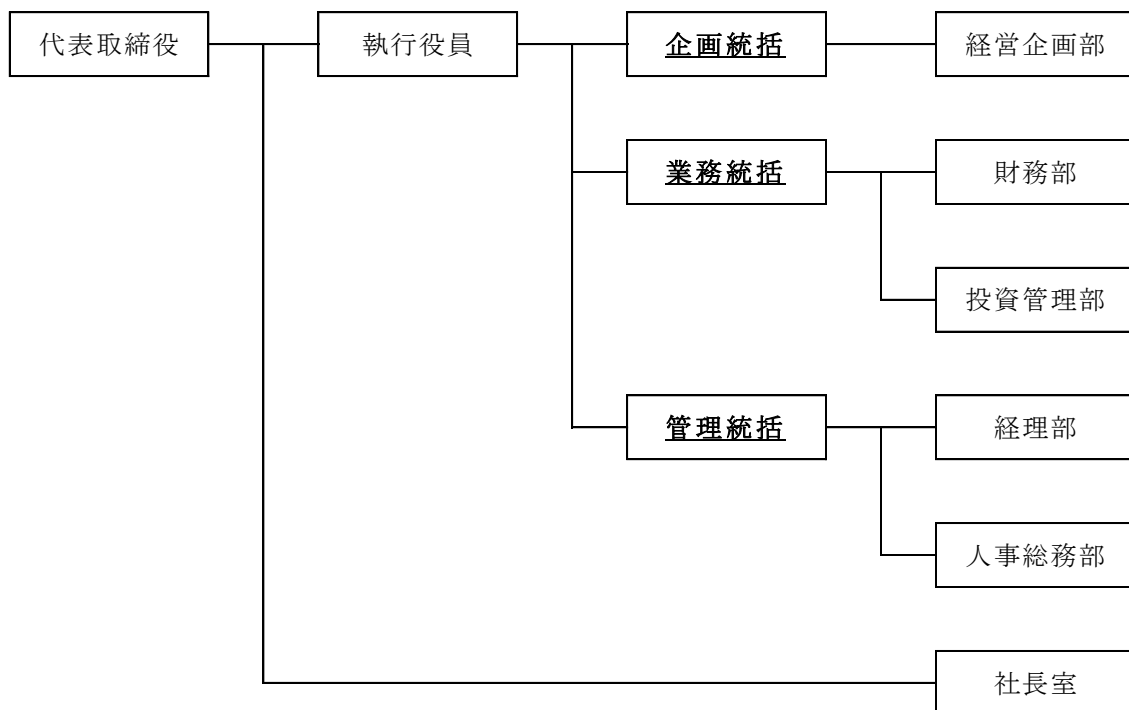 代表取締役
執行役員
企画統括
経営企画部
業務統括
財務部
投資管理部
管理統括
経理部
人事総務部
社長室